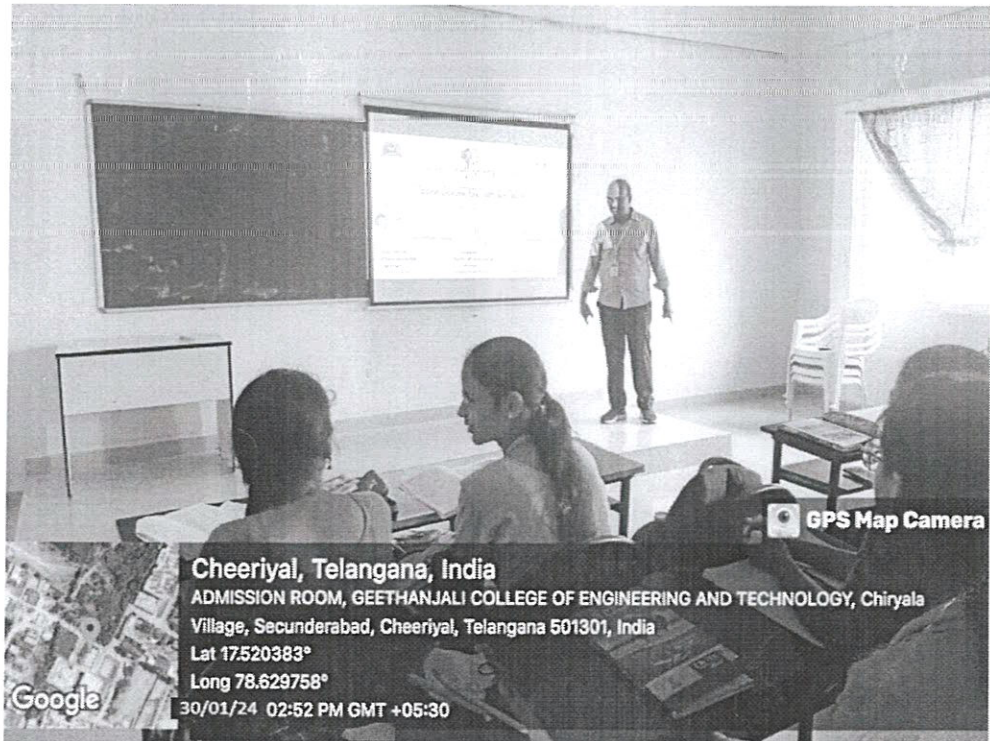 GPS Map Camera
Cheeriyal, Telangana, India
ADMISSION ROOM, GEETHANJALI COLLEGE OF ENGINEERING AND TECHNOLOGY, Chiryala
Village, Secunderabad, Cheeriyal, Telangana 501301, India
Lat 17.520383°
Long 78.629758°
30/01/24 02:52 PM GMT +05:30
Google